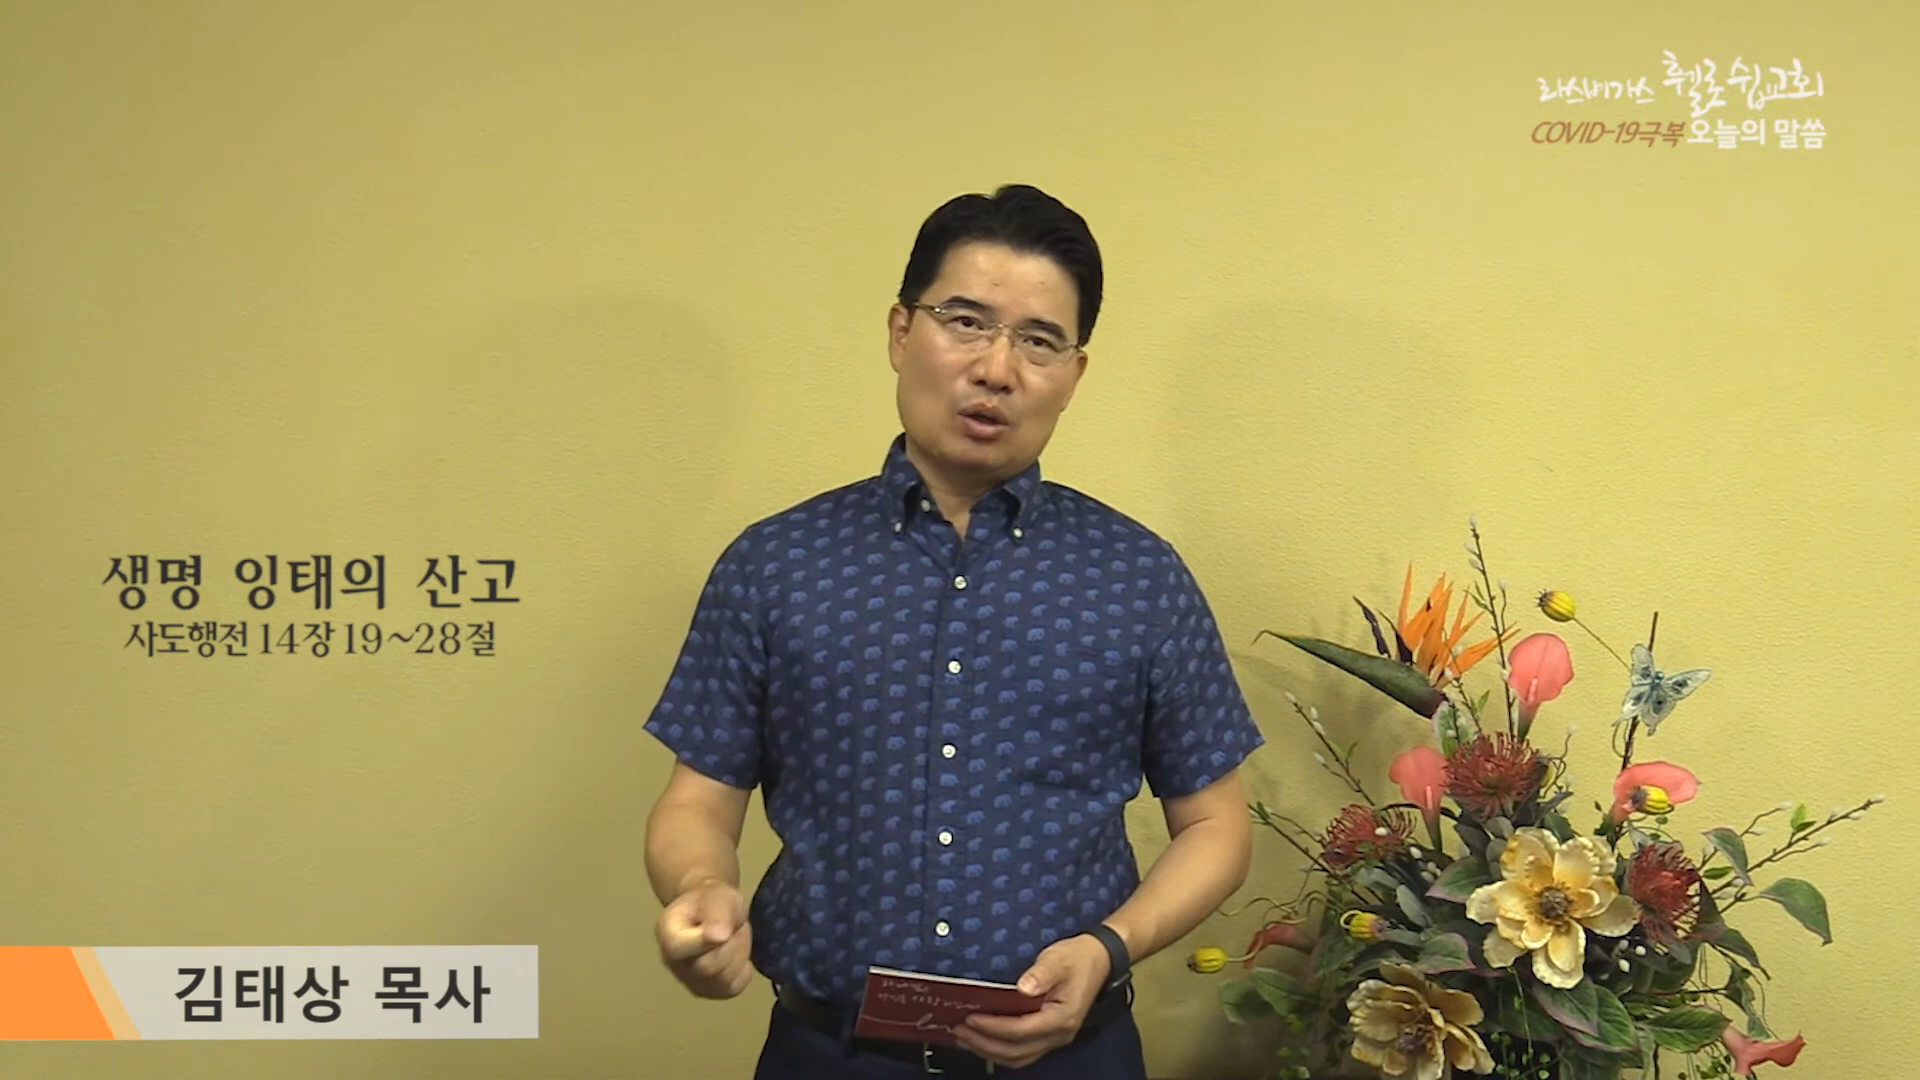 라스베가스 훼로쉽교회
COVID-19극복 오늘의 말씀
생명 잉태의 산고
사도행전 14장 19~28절
김태상 목사